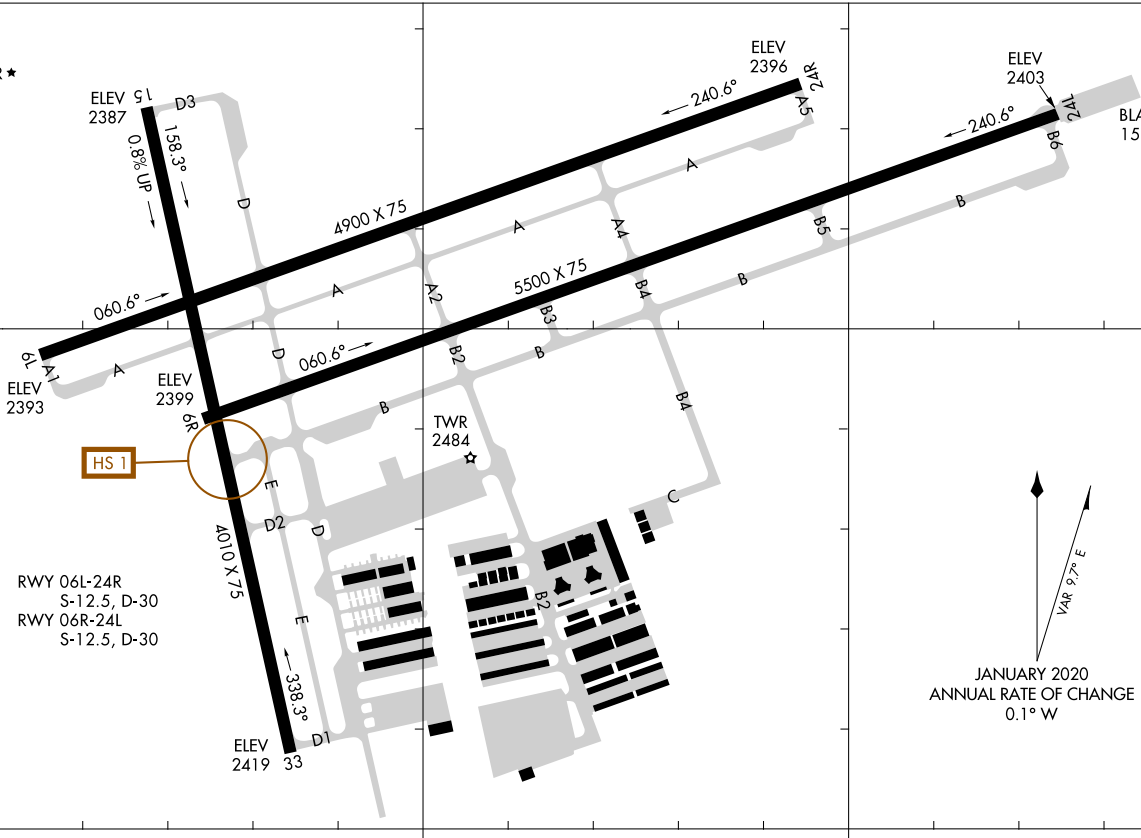 R
ELEV
2387
15
D3
158.3°
0.8% UP
D
ELEV
2396
24R
A5
240.6°
ELEV
2403
24L
240.6°
B6
BLA
15
A
4900 X 75
A
A4
B5
B
5500 X 75
B
B4
A
A2
B3
060.6°
6L
A1
A
ELEV
2393
D
060.6°
B2
B
ELEV
2399
6R
B
B4
TWR
2484
HS 1
E
D2
D
C
4010 X 75
RWY 06L-24R
S-12.5, D-30
RWY 06R-24L
S-12.5, D-30
E
B2
338.3°
ELEV
2419
33
D1
VAR 9.7° E
JANUARY 2020
ANNUAL RATE OF CHANGE
0.1° W